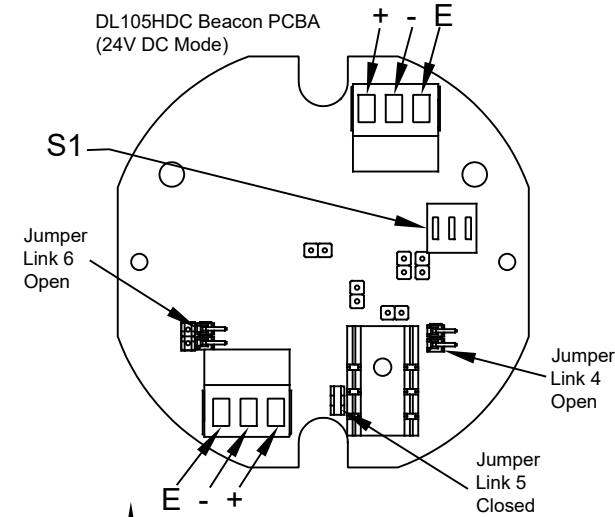 DL105HDC Beacon PCBA
(24V DC Mode)
+ - E
S1
Jumper
Link 6
Open
Jumper
Link 4
Open
Jumper
Link 5
Closed
E - +